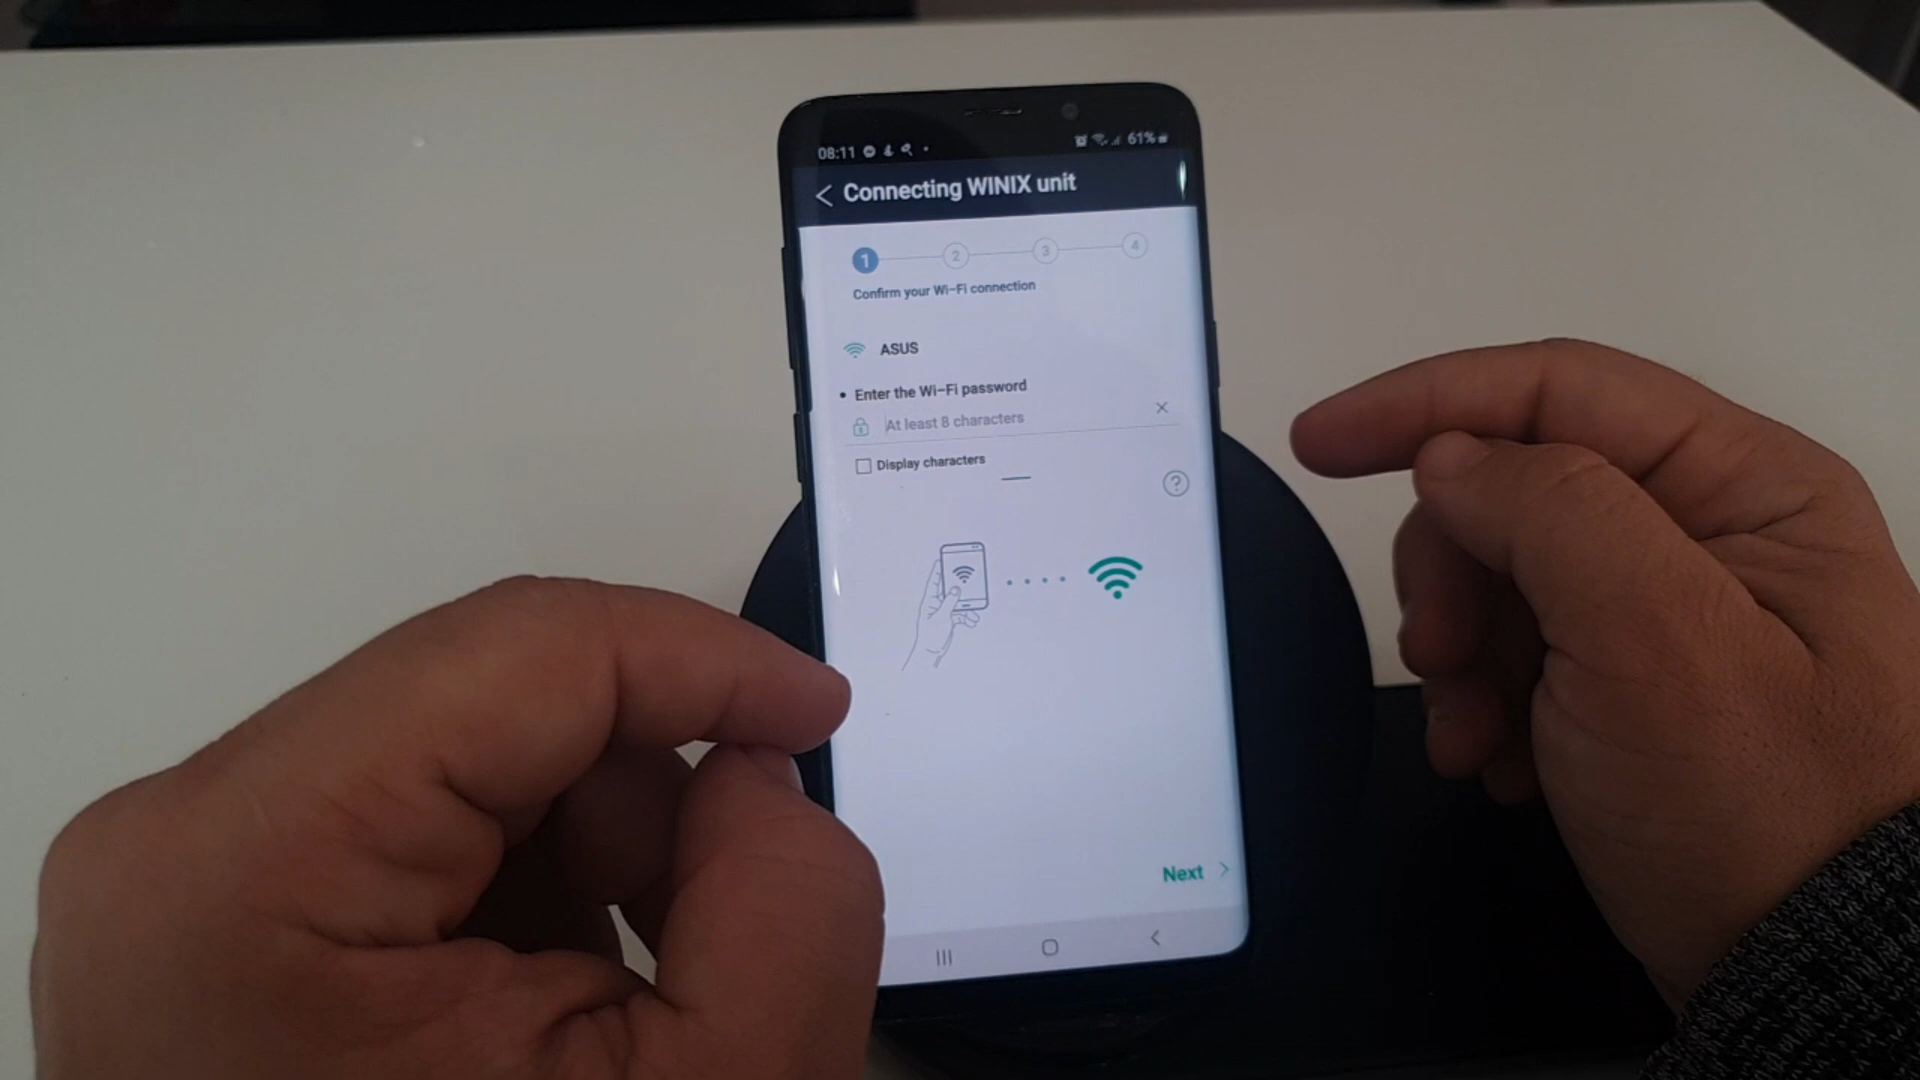 08:11 61%
Connecting WINIX unit
1 2 3 4
Confirm your Wi-Fi connection
ASUS
• Enter the Wi-Fi password
At least 8 characters
Display characters
?
Next